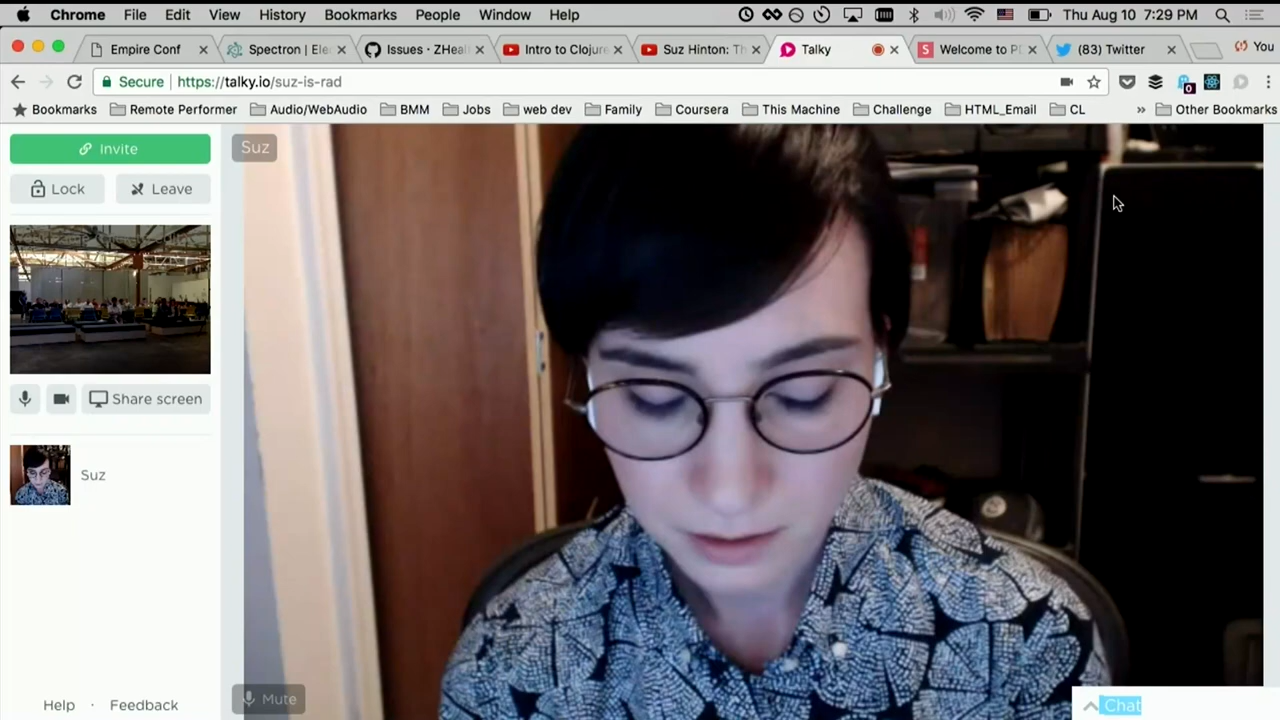 Chrome File Edit View History Bookmarks People Window Help Thu Aug 10 7:29 PM
Empire Conf Spectron | Ele Issues · ZHeal Intro to Clojure Suz Hinton: Th Talky Welcome to P (83) Twitter You
Secure https://talky.io/suz-is-rad 0
Bookmarks Remote Performer Audio/WebAudio BMM Jobs web dev Family Coursera This Machine Challenge HTML_Email CL » Other Bookmarks
Invite
Suz
Lock Leave
Share screen
Suz
Mute
Help · Feedback
Chat